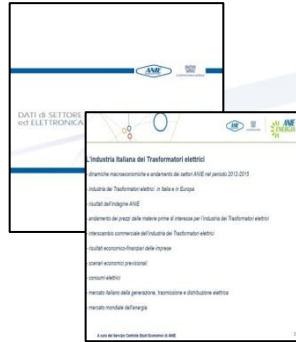 ANIE
DATI di SETTORE
ed ELETTRONICA
ANIE
ANIE
ENERGIA
L'industria italiana dei Trasformatori elettrici
- dinamiche macroeconomiche e andamento dei settori ANIE nel periodo 2013-2015
- industria dei Trasformatori elettrici in Italia e in Europa
- risultati dell'indagine ANIE
- andamento dei prezzi delle materie prime di interesse per l'industria dei Trasformatori elettrici
- interscambio commerciale dell'industria dei Trasformatori elettrici
- risultati economico-finanziari delle imprese
- scenari economici previsionali
- consumi elettrici
- mercato italiano della generazione, trasmissione e distribuzione elettrica
- mercato mondiale dell'energia
A cura del Servizio Centrale Studi Economici di ANIE